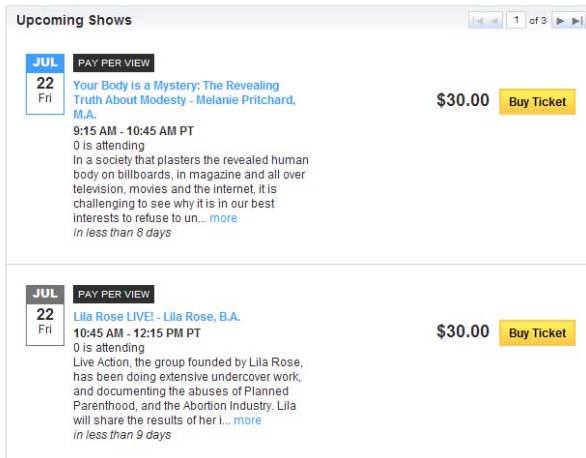 Upcoming Shows
1 of 3
JUL
22
Fri
PAY PER VIEW
Your Body is a Mystery: The Revealing
Truth About Modesty - Melanie Pritchard,
M.A.
9:15 AM - 10:45 AM PT
0 is attending
In a society that plasters the revealed human
body on billboards, in magazine and all over
television, movies and the internet, it is
challenging to see why it is in our best
interests to refuse to un... more
in less than 8 days
$30.00
Buy Ticket
JUL
22
Fri
PAY PER VIEW
Lila Rose LIVE! - Lila Rose, B.A.
10:45 AM - 12:15 PM PT
0 is attending
Live Action, the group founded by Lila Rose,
has been doing extensive undercover work,
and documenting the abuses of Planned
Parenthood, and the Abortion Industry. Lila
will share the results of her i... more
in less than 9 days
$30.00
Buy Ticket